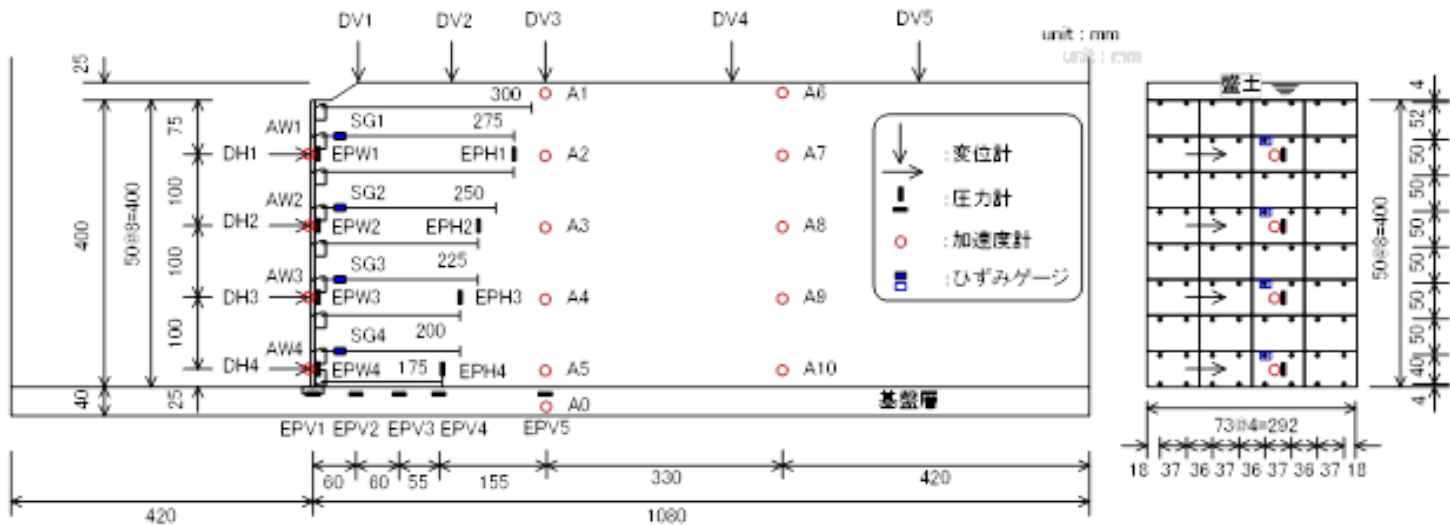 DV1 DV2 DV3 DV4 DV5
unit : mm
unit : mm
25
盛土
4
300 A1 A6
AW1 SG1 275
75
52
DH1 EPW1 EPH1 A2 A7
: 変位計
50
100
50
AW2 SG2 250
: 圧力計
50
DH2 EPW2 EPH2 A3 A8
: 加速度計
50
400
50@8=400
100
50@8=400
AW3 SG3 225
: ひずみゲージ
50
DH3 EPW3 EPH3 A4 A9
50
100
200
50
AW4 SG4
DH4 EPW4 175 EPH4 A5 A10
40
40
25
A0
基盤層
4
EPV1 EPV2 EPV3 EPV4 EPV5
73@4=292
60 60 55 155 330 420
18 37 36 37 36 37 36 37 18
420 1080